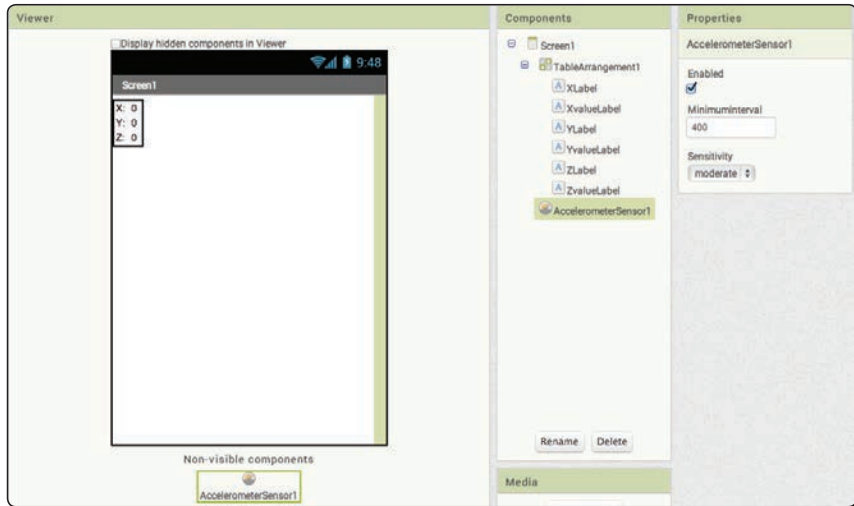 Viewer
Display hidden components in Viewer
9:48
Screen1
X: 0
Y: 0
Z: 0
Non-visible components
AccelerometerSensor1
Components
Screen1
TableArrangement1
A XLabel
A XvalueLabel
A YLabel
A YvalueLabel
A ZLabel
A ZvalueLabel
AccelerometerSensor1
Rename Delete
Media
Properties
AccelerometerSensor1
Enabled
MinimumInterval
400
Sensitivity
moderate